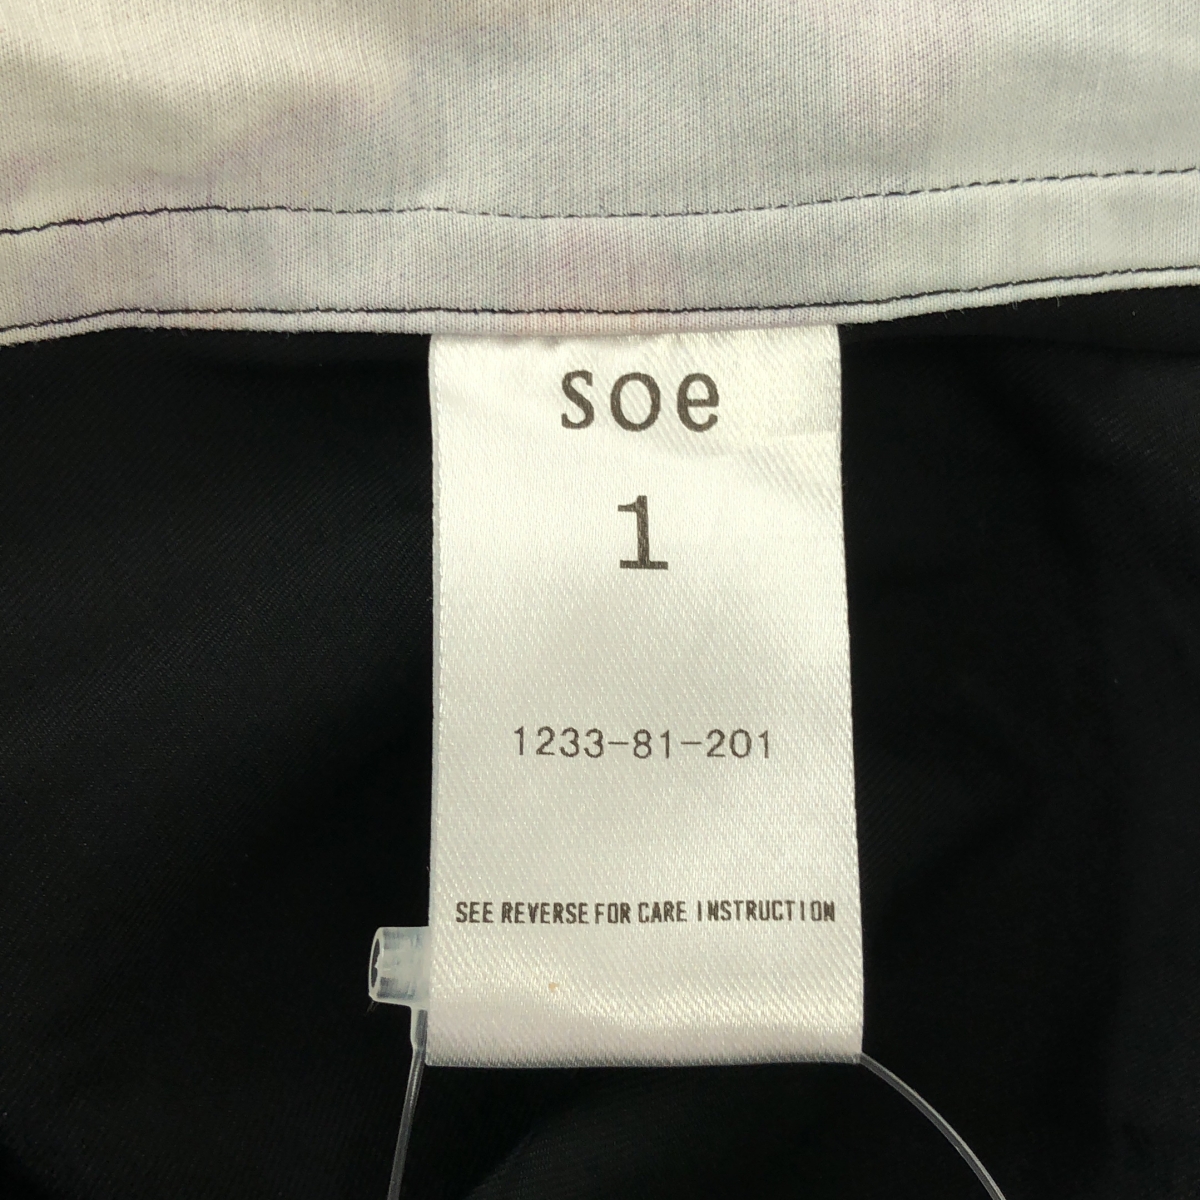 soe
1
1233-81-201
SEE REVERSE FOR CARE INSTRUCTION